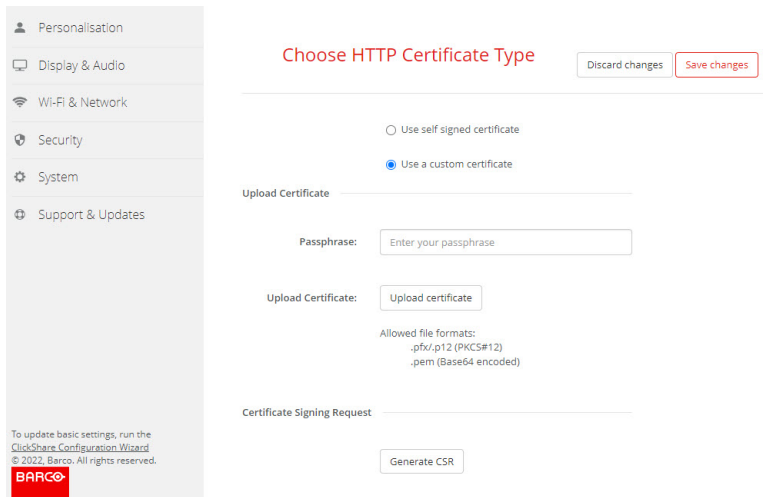 Personalisation
Display & Audio
Wi-Fi & Network
Security
System
Support & Updates
To update basic settings, run the
ClickShare Configuration Wizard
© 2022, Barco. All rights reserved.
BARCO
Choose HTTP Certificate Type
Discard changes
Save changes
Use self signed certificate
Use a custom certificate
Upload Certificate
Passphrase:
Enter your passphrase
Upload Certificate:
Upload certificate
Allowed file formats:
.pfx/.p12 (PKCS#12)
.pem (Base64 encoded)
Certificate Signing Request
Generate CSR